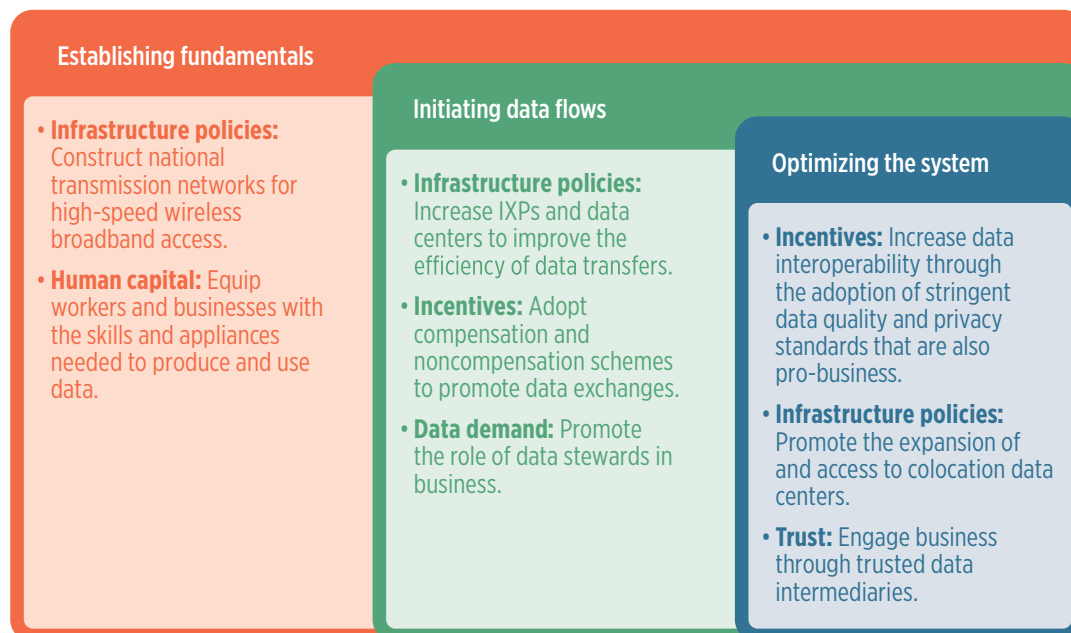 Establishing fundamentals
• Infrastructure policies:
Construct national
transmission networks for
high-speed wireless
broadband access.
• Human capital: Equip
workers and businesses with
the skills and appliances
needed to produce and use
data.
Initiating data flows
• Infrastructure policies:
Increase IXPs and data
centers to improve the
efficiency of data transfers.
• Incentives: Adopt
compensation and
noncompensation schemes
to promote data exchanges.
• Data demand: Promote
the role of data stewards in
business.
Optimizing the system
• Incentives: Increase data
interoperability through
the adoption of stringent
data quality and privacy
standards that are also
pro-business.
• Infrastructure policies:
Promote the expansion of
and access to colocation data
centers.
• Trust: Engage business
through trusted data
intermediaries.